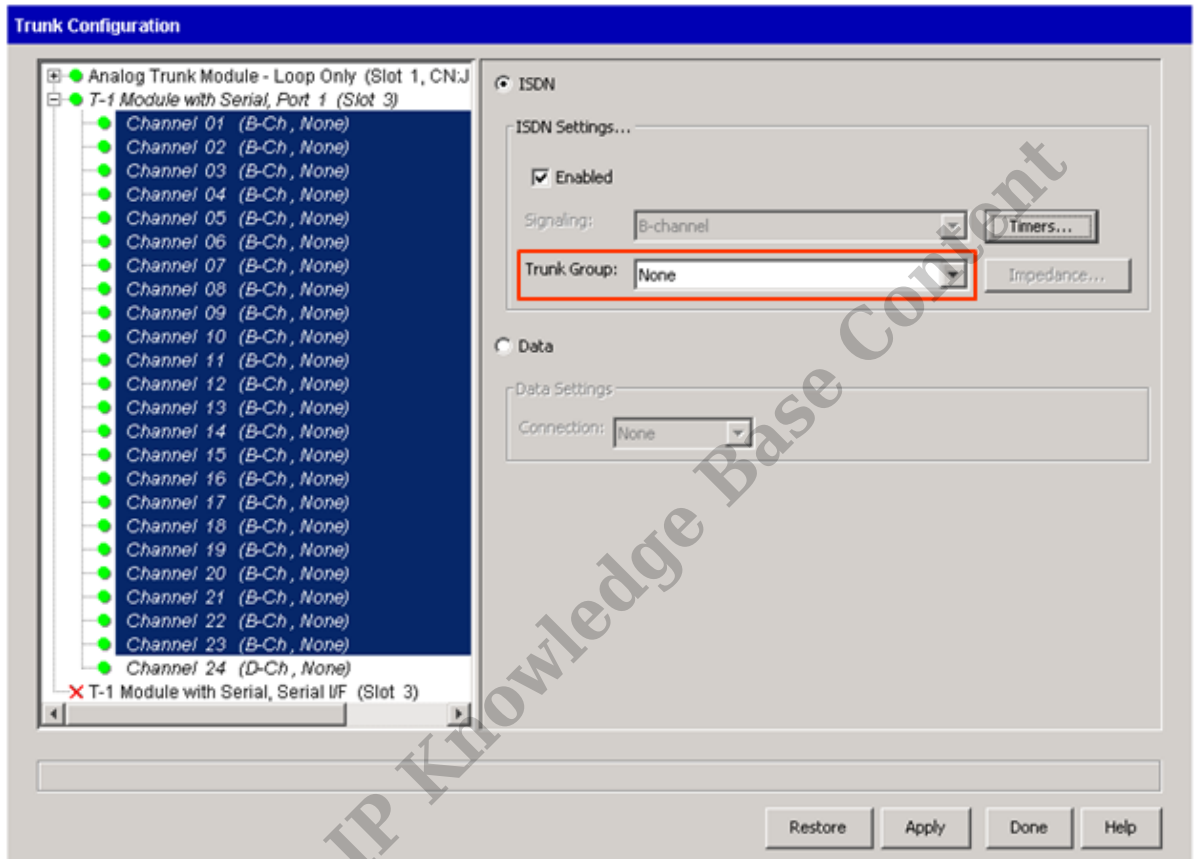 Trunk Configuration
Analog Trunk Module - Loop Only (Slot 1, CN:J
T-1 Module with Serial, Port 1 (Slot 3)
Channel 01 (B-Ch, None)
Channel 02 (B-Ch, None)
Channel 03 (B-Ch, None)
Channel 04 (B-Ch, None)
Channel 05 (B-Ch, None)
Channel 06 (B-Ch, None)
Channel 07 (B-Ch, None)
Channel 08 (B-Ch, None)
Channel 09 (B-Ch, None)
Channel 10 (B-Ch, None)
Channel 11 (B-Ch, None)
Channel 12 (B-Ch, None)
Channel 13 (B-Ch, None)
Channel 14 (B-Ch, None)
Channel 15 (B-Ch, None)
Channel 16 (B-Ch, None)
Channel 17 (B-Ch, None)
Channel 18 (B-Ch, None)
Channel 19 (B-Ch, None)
Channel 20 (B-Ch, None)
Channel 21 (B-Ch, None)
Channel 22 (B-Ch, None)
Channel 23 (B-Ch, None)
Channel 24 (D-Ch, None)
T-1 Module with Serial, Serial I/F (Slot 3)
ISDN
ISDN Settings...
Enabled
Signaling: B-channel Timers...
Trunk Group: None Impedance...
Data
Data Settings
Connection: None
Restore Apply Done Help
IP Knowledge Base Content